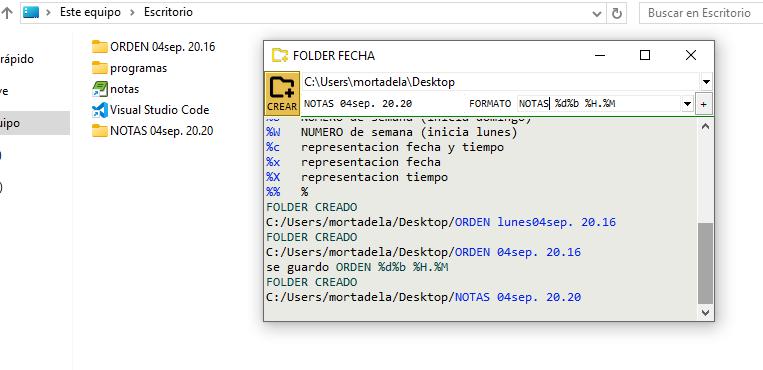 Este equipo > Escritorio
Buscar en Escritorio
rápido
ve
uipo
)
)
ORDEN 04sep. 20.16
programas
notas
Visual Studio Code
NOTAS 04sep. 20.20
FOLDER FECHA
CREAR
C:\Users\mortadela\Desktop
NOTAS 04sep. 20.20 FORMATO NOTAS %d%b %H.%M
+
NUMERO de semana (inicia domingo)
%W NUMERO de semana (inicia lunes)
%c representacion fecha y tiempo
%x representacion fecha
%X representacion tiempo
%% %
FOLDER CREADO
C:/Users/mortadela/Desktop/ORDEN lunes04sep. 20.16
FOLDER CREADO
C:/Users/mortadela/Desktop/ORDEN 04sep. 20.16
se guardo ORDEN %d%b %H.%M
FOLDER CREADO
C:/Users/mortadela/Desktop/NOTAS 04sep. 20.20